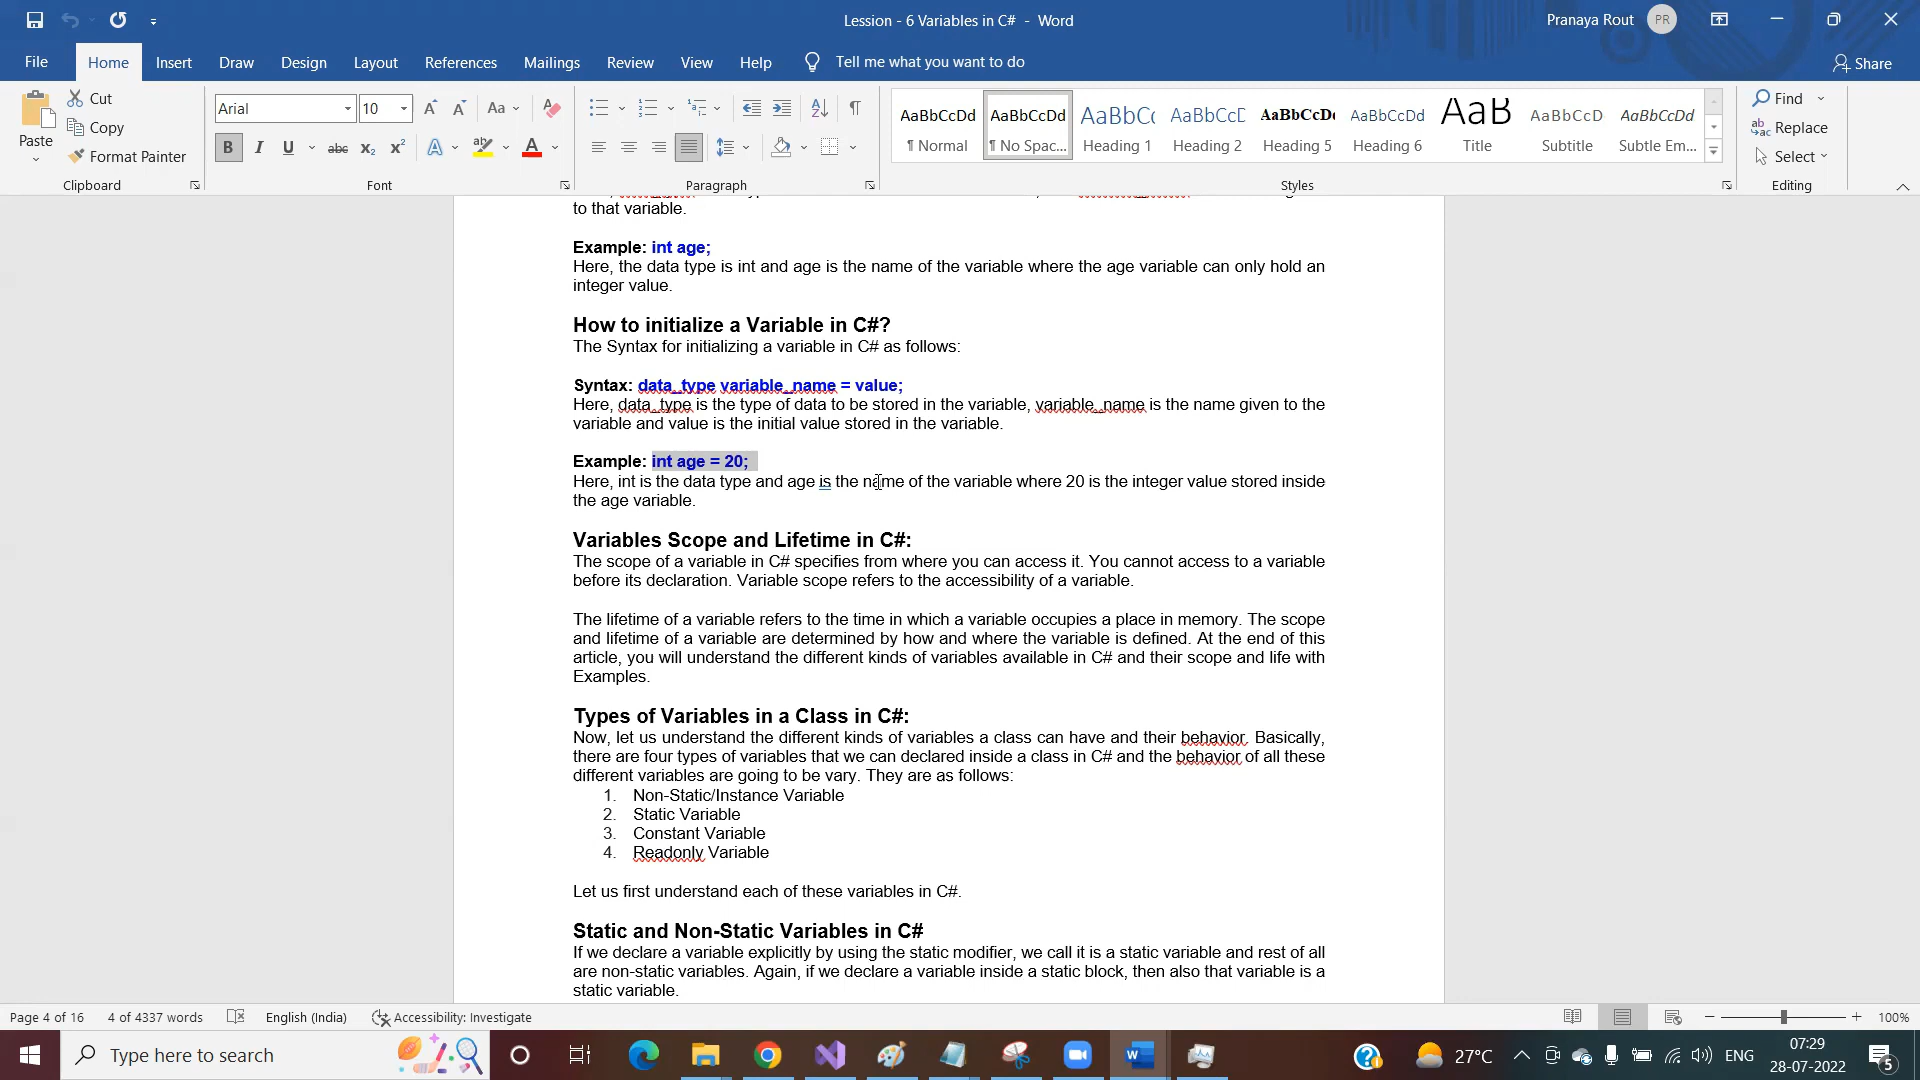 Lession - 6 Variables in C# - Word
Pranaya Rout
PR
File Home Insert Draw Design Layout References Mailings Review View Help Tell me what you want to do
Share
Paste
Cut
Copy
Format Painter
Clipboard
Arial 10
Aa
B I U abc x₂ x² A ab A
Font
Paragraph
AaBbCcDd ¶ Normal
AaBbCcDd ¶ No Spac...
AaBbCc Heading 1
AaBbCcD Heading 2
AaBbCcDc Heading 5
AaBbCcDd Heading 6
AaB Title
AaBbCcD Subtitle
AaBbCcDd Subtle Em...
Styles
Find
Replace
Select
Editing
to that variable.
Example: int age;
Here, the data type is int and age is the name of the variable where the age variable can only hold an
integer value.
How to initialize a Variable in C#?
The Syntax for initializing a variable in C# as follows:
Syntax: data_type variable_name = value;
Here, data_type is the type of data to be stored in the variable, variable_name is the name given to the
variable and value is the initial value stored in the variable.
Example: int age = 20;
Here, int is the data type and age is the name of the variable where 20 is the integer value stored inside
the age variable.
Variables Scope and Lifetime in C#:
The scope of a variable in C# specifies from where you can access it. You cannot access to a variable
before its declaration. Variable scope refers to the accessibility of a variable.
The lifetime of a variable refers to the time in which a variable occupies a place in memory. The scope
and lifetime of a variable are determined by how and where the variable is defined. At the end of this
article, you will understand the different kinds of variables available in C# and their scope and life with
Examples.
Types of Variables in a Class in C#:
Now, let us understand the different kinds of variables a class can have and their behavior. Basically,
there are four types of variables that we can declared inside a class in C# and the behavior of all these
different variables are going to be vary. They are as follows:
1. Non-Static/Instance Variable
2. Static Variable
3. Constant Variable
4. Readonly Variable
Let us first understand each of these variables in C#.
Static and Non-Static Variables in C#
If we declare a variable explicitly by using the static modifier, we call it is a static variable and rest of all
are non-static variables. Again, if we declare a variable inside a static block, then also that variable is a
static variable.
Page 4 of 16 4 of 4337 words English (India) Accessibility: Investigate
100%
Type here to search
27°C
ENG
07:29
28-07-2022
5